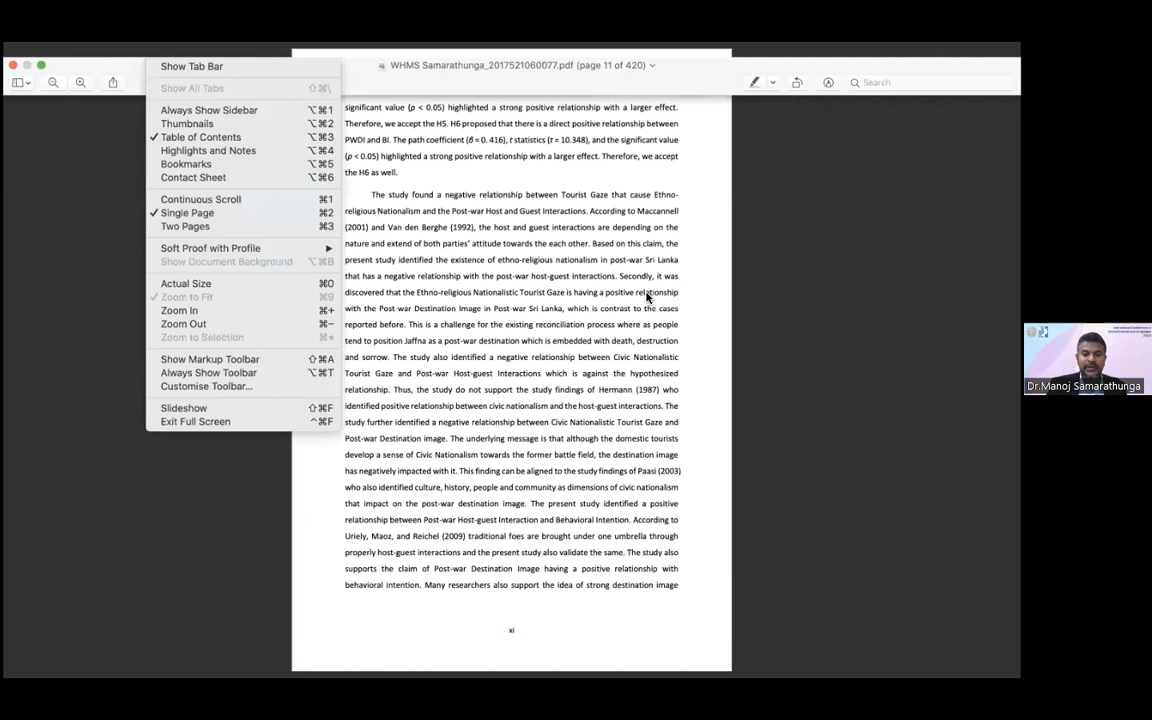 WHMS Samarathunga_2017521060077.pdf (page 11 of 420)
Search
Show Tab Bar
Show All Tabs ⇧⌘\
Always Show Sidebar ⌥⌘1
Thumbnails ⌥⌘2
✓ Table of Contents ⌥⌘3
Highlights and Notes ⌥⌘4
Bookmarks ⌥⌘5
Contact Sheet ⌥⌘6
Continuous Scroll ⌘1
✓ Single Page ⌘2
Two Pages ⌘3
Soft Proof with Profile
Show Document Background ⌥⌘B
Actual Size ⌘0
✓ Zoom to Fit ⌘9
Zoom In ⌘+
Zoom Out ⌘−
Zoom to Selection ⌘*
Show Markup Toolbar ⇧⌘A
Always Show Toolbar ⌥⌘T
Customise Toolbar...
Slideshow ⇧⌘F
Exit Full Screen ^⌘F
significant value (p < 0.05) highlighted a strong positive relationship with a larger effect.
Therefore, we accept the H5. H6 proposed that there is a direct positive relationship between
PWDI and BI. The path coefficient (β = 0. 416), t statistics (t = 10.348), and the significant value
(p < 0.05) highlighted a strong positive relationship with a larger effect. Therefore, we accept
the H6 as well.
The study found a negative relationship between Tourist Gaze that cause Ethno-
religious Nationalism and the Post-war Host and Guest Interactions. According to Maccannell
(2001) and Van den Berghe (1992), the host and guest interactions are depending on the
nature and extend of both parties' attitude towards the each other. Based on this claim, the
present study identified the existence of ethno-religious nationalism in post-war Sri Lanka
that has a negative relationship with the post-war host-guest interactions. Secondly, it was
discovered that the Ethno-religious Nationalistic Tourist Gaze is having a positive relationship
with the Post-war Destination Image in Post-war Sri Lanka, which is contrast to the cases
reported before. This is a challenge for the existing reconciliation process where as people
tend to position Jaffna as a post-war destination which is embedded with death, destruction
and sorrow. The study also identified a negative relationship between Civic Nationalistic
Tourist Gaze and Post-war Host-guest Interactions which is against the hypothesized
relationship. Thus, the study do not support the study findings of Hermann (1987) who
identified positive relationship between civic nationalism and the host-guest interactions. The
study further identified a negative relationship between Civic Nationalistic Tourist Gaze and
Post-war Destination image. The underlying message is that although the domestic tourists
develop a sense of Civic Nationalism towards the former battle field, the destination image
has negatively impacted with it. This finding can be aligned to the study findings of Paasi (2003)
who also identified culture, history, people and community as dimensions of civic nationalism
that impact on the post-war destination image. The present study identified a positive
relationship between Post-war Host-guest Interaction and Behavioral Intention. According to
Uriely, Maoz, and Reichel (2009) traditional foes are brought under one umbrella through
properly host-guest interactions and the present study also validate the same. The study also
supports the claim of Post-war Destination Image having a positive relationship with
behavioral intention. Many researchers also support the idea of strong destination image
xi
Dr.Manoj Samarathunga